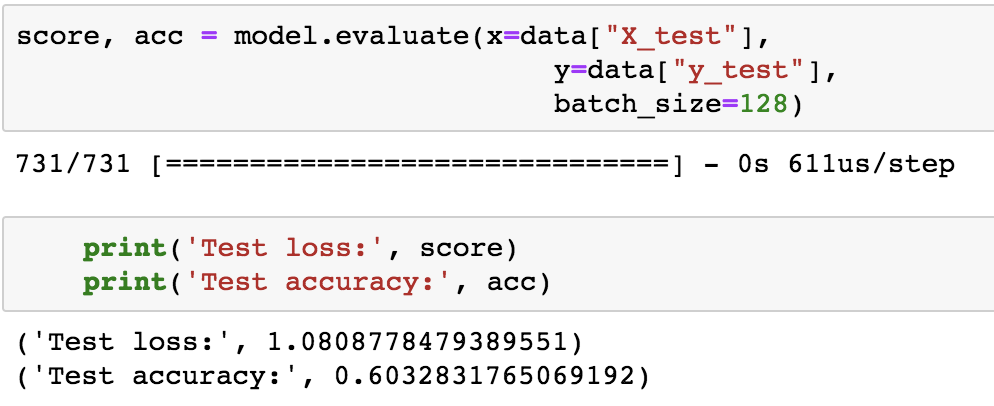 score, acc = model.evaluate(x=data["X_test"],
y=data["y_test"],
batch_size=128)
731/731 [==============================] - 0s 611us/step
print('Test loss:', score)
print('Test accuracy:', acc)
('Test loss:', 1.0808778479389551)
('Test accuracy:', 0.6032831765069192)